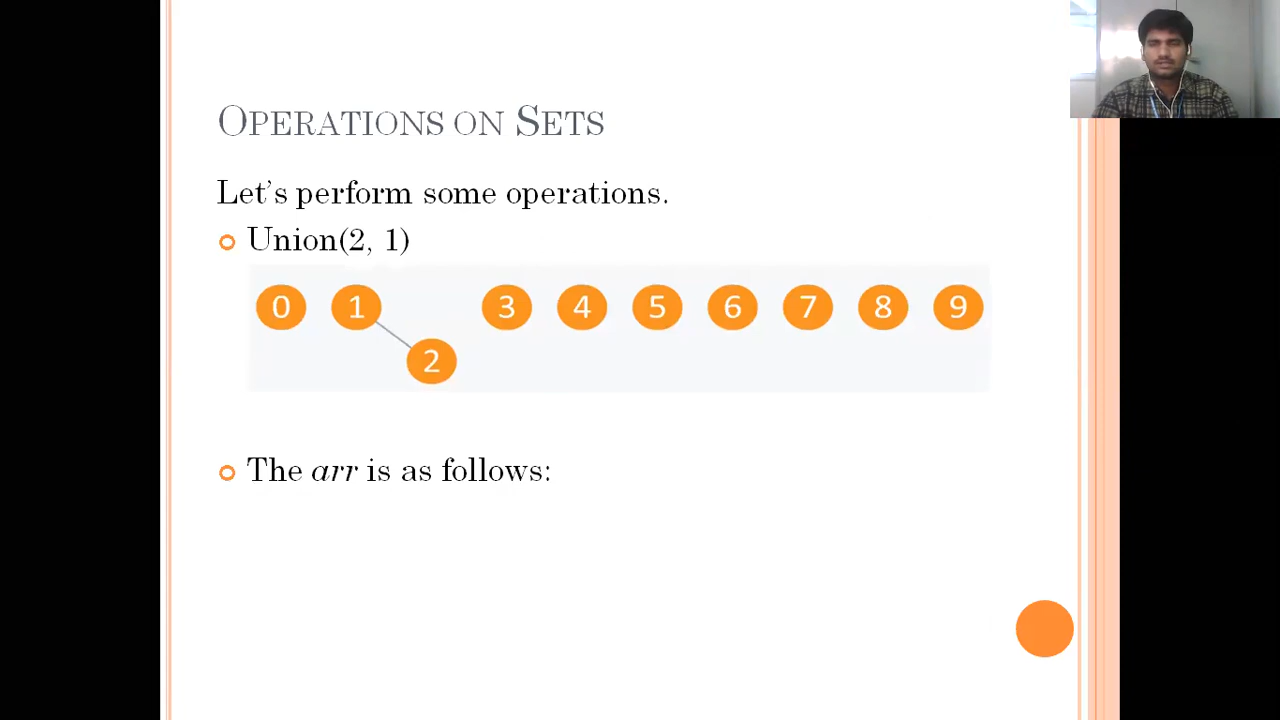 OPERATIONS ON SETS
Let's perform some operations.
Union(2, 1)
0 1 3 4 5 6 7 8 9
2
The arr is as follows: